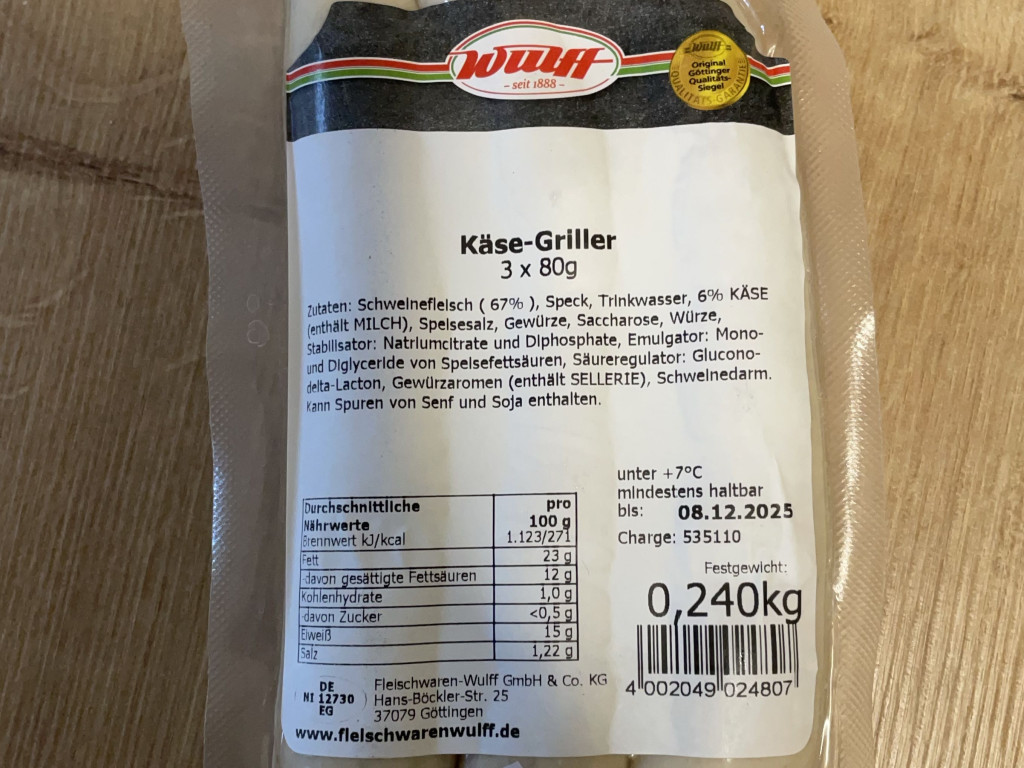 Wulff
- seit 1888 -
Wulff
Original
Göttinger
Qualitäts-
Siegel
QUALITÄTS-GARANTIE
Käse-Griller
3 x 80g
Zutaten: Schweinefleisch ( 67% ), Speck, Trinkwasser, 6% KÄSE
(enthält MILCH), Speisesalz, Gewürze, Saccharose, Würze,
Stabilisator: Natriumcitrate und Diphosphate, Emulgator: Mono-
und Diglyceride von Speisefettsäuren, Säureregulator: Glucono-
delta-Lacton, Gewürzaromen (enthält SELLERIE), Schweinedarm.
Kann Spuren von Senf und Soja enthalten.
Durchschnittliche Nährwerte pro 100 g
Brennwert kJ/kcal 1.123/271
Fett 23 g
-davon gesättigte Fettsäuren 12 g
Kohlenhydrate 1,0 g
-davon Zucker <0,5 g
Eiweiß 15 g
Salz 1,22 g
unter +7°C
mindestens haltbar
bis: 08.12.2025
Charge: 535110
Festgewicht:
0,240kg
4 002049 024807
DE
NI 12730
EG
Fleischwaren-Wulff GmbH & Co. KG
Hans-Böckler-Str. 25
37079 Göttingen
www.fleischwarenwulff.de